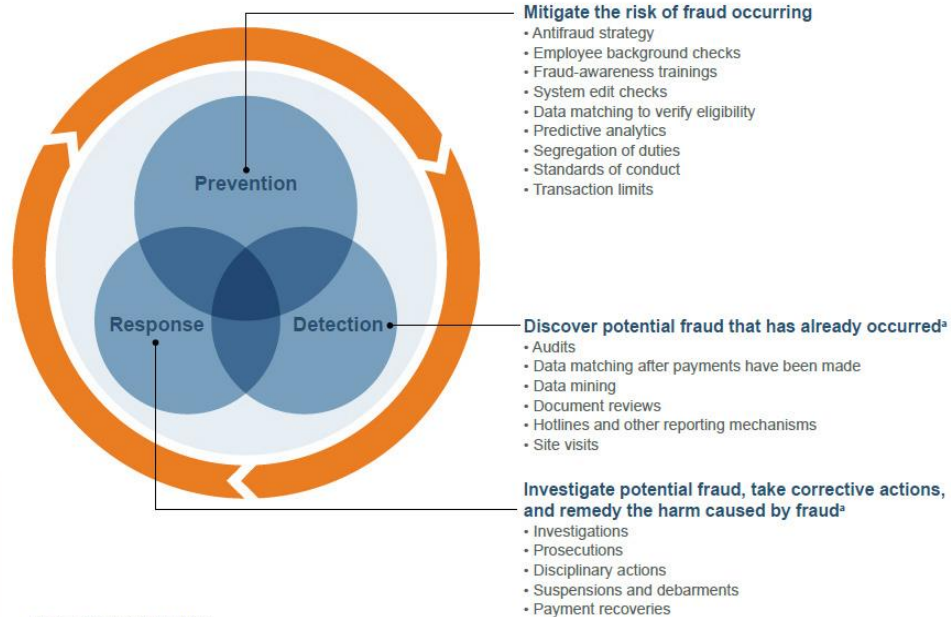 Mitigate the risk of fraud occurring
• Antifraud strategy
• Employee background checks
• Fraud-awareness trainings
• System edit checks
• Data matching to verify eligibility
• Predictive analytics
• Segregation of duties
• Standards of conduct
• Transaction limits
Prevention
Response
Detection
Discover potential fraud that has already occurredᵃ
• Audits
• Data matching after payments have been made
• Data mining
• Document reviews
• Hotlines and other reporting mechanisms
• Site visits
Investigate potential fraud, take corrective actions,
and remedy the harm caused by fraudᵃ
• Investigations
• Prosecutions
• Disciplinary actions
• Suspensions and debarments
• Payment recoveries